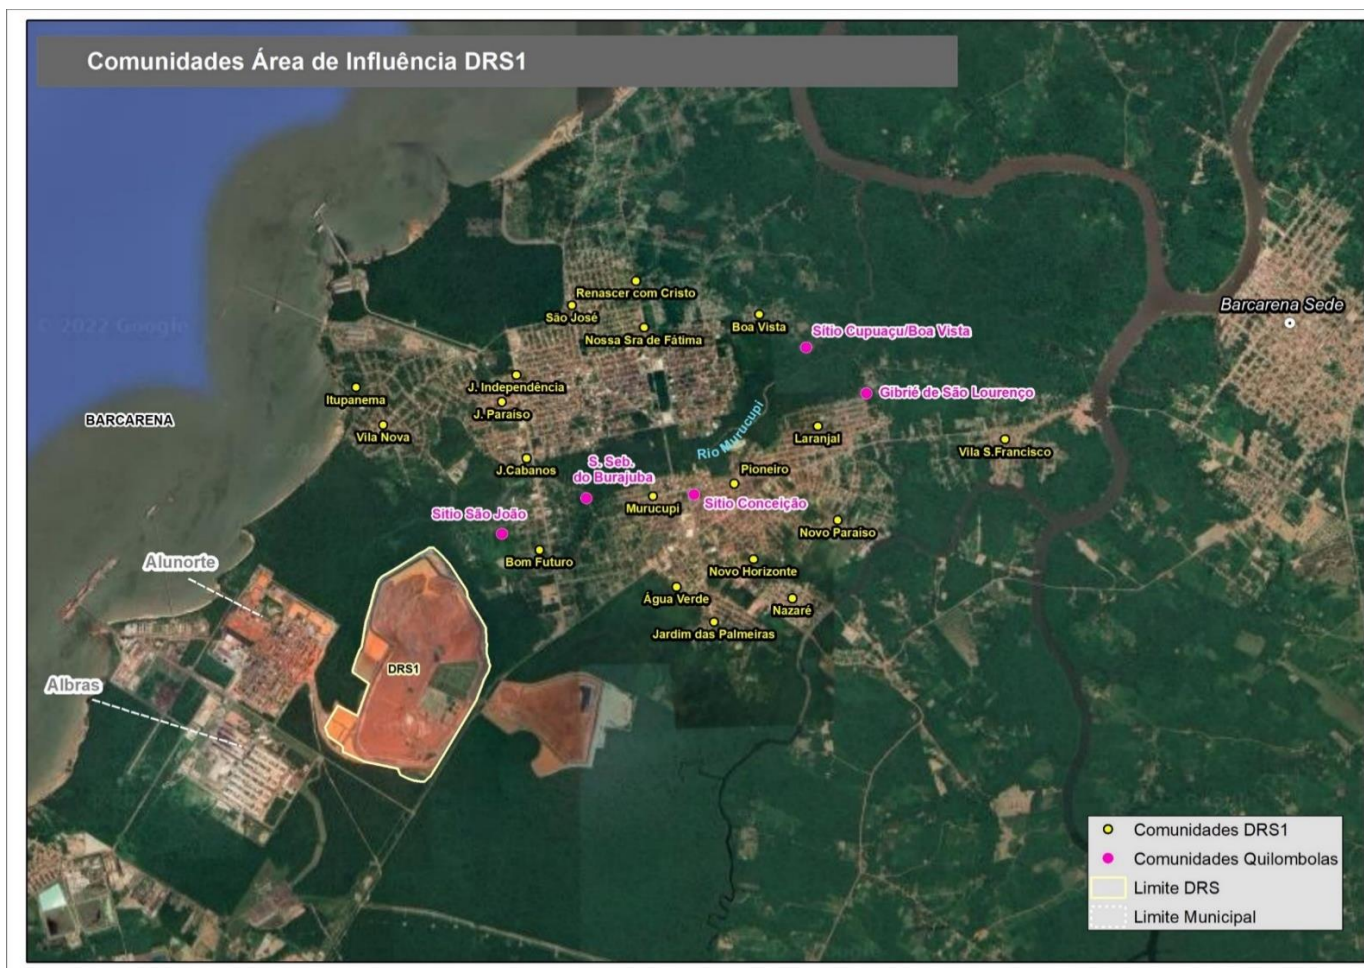 Comunidades Área de Influência DRS1
© 2022 Google
Renascer com Cristo
São José
Nossa Sra de Fátima
Boa Vista
Sítio Cupuaçu/Boa Vista
Barcarena Sede
J. Independência
Itupanema
J. Paraíso
Gibrié de São Lourenço
BARCARENA
Vila Nova
Rio Murucupi
Laranjal
Vila S.Francisco
J.Cabanos
S. Seb.
do Burajuba
Pioneiro
Murucupi
Sitio Conceição
Sitio São João
Novo Paraíso
Alunorte
Bom Futuro
Novo Horizonte
Água Verde
Nazaré
Jardim das Palmeiras
DRS1
Albras
Comunidades DRS1
Comunidades Quilombolas
Limite DRS
Limite Municipal